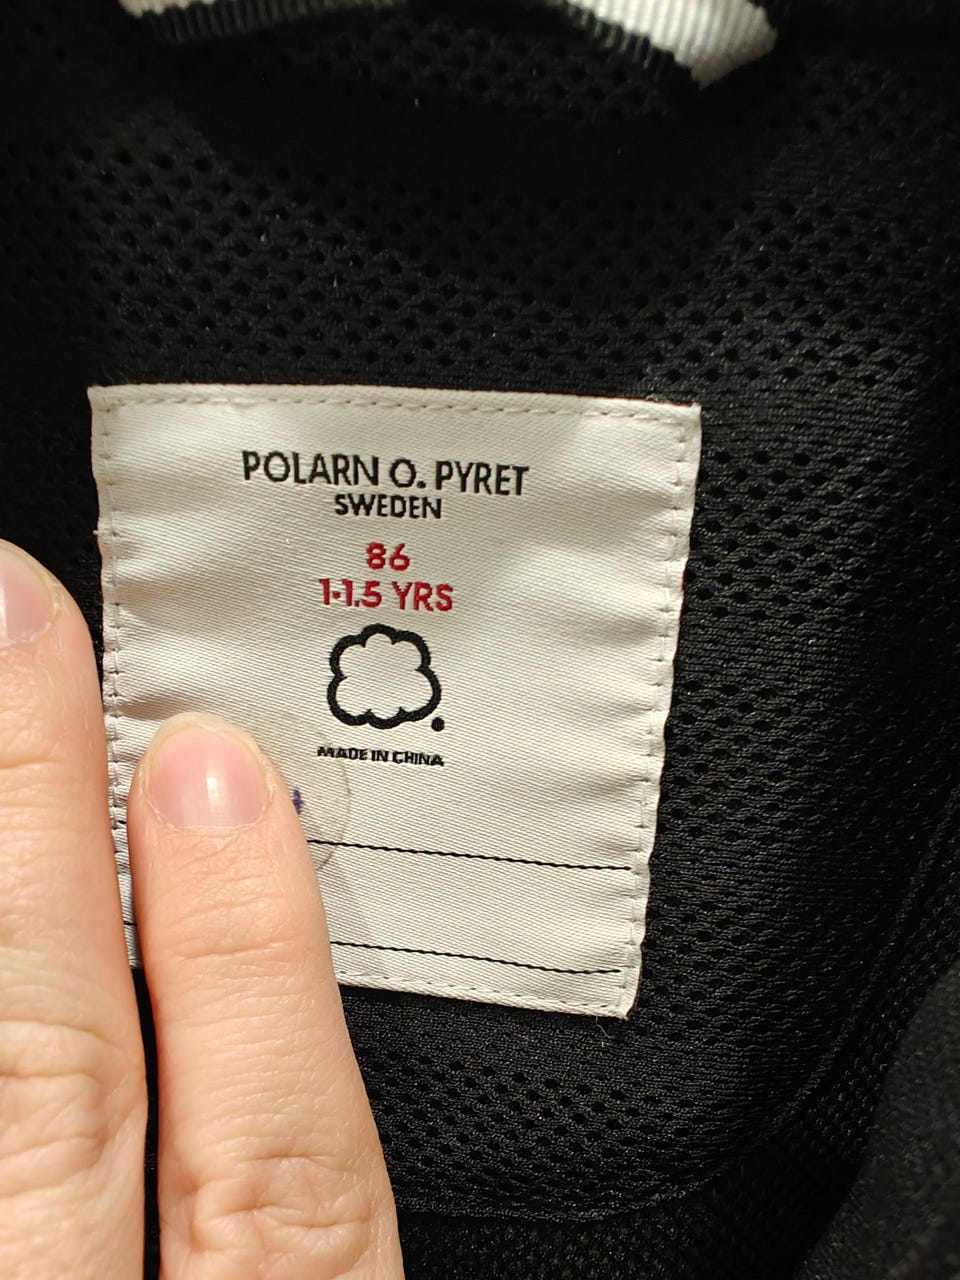 POLARN O. PYRET
SWEDEN
86
1-1.5 YRS
MADE IN CHINA